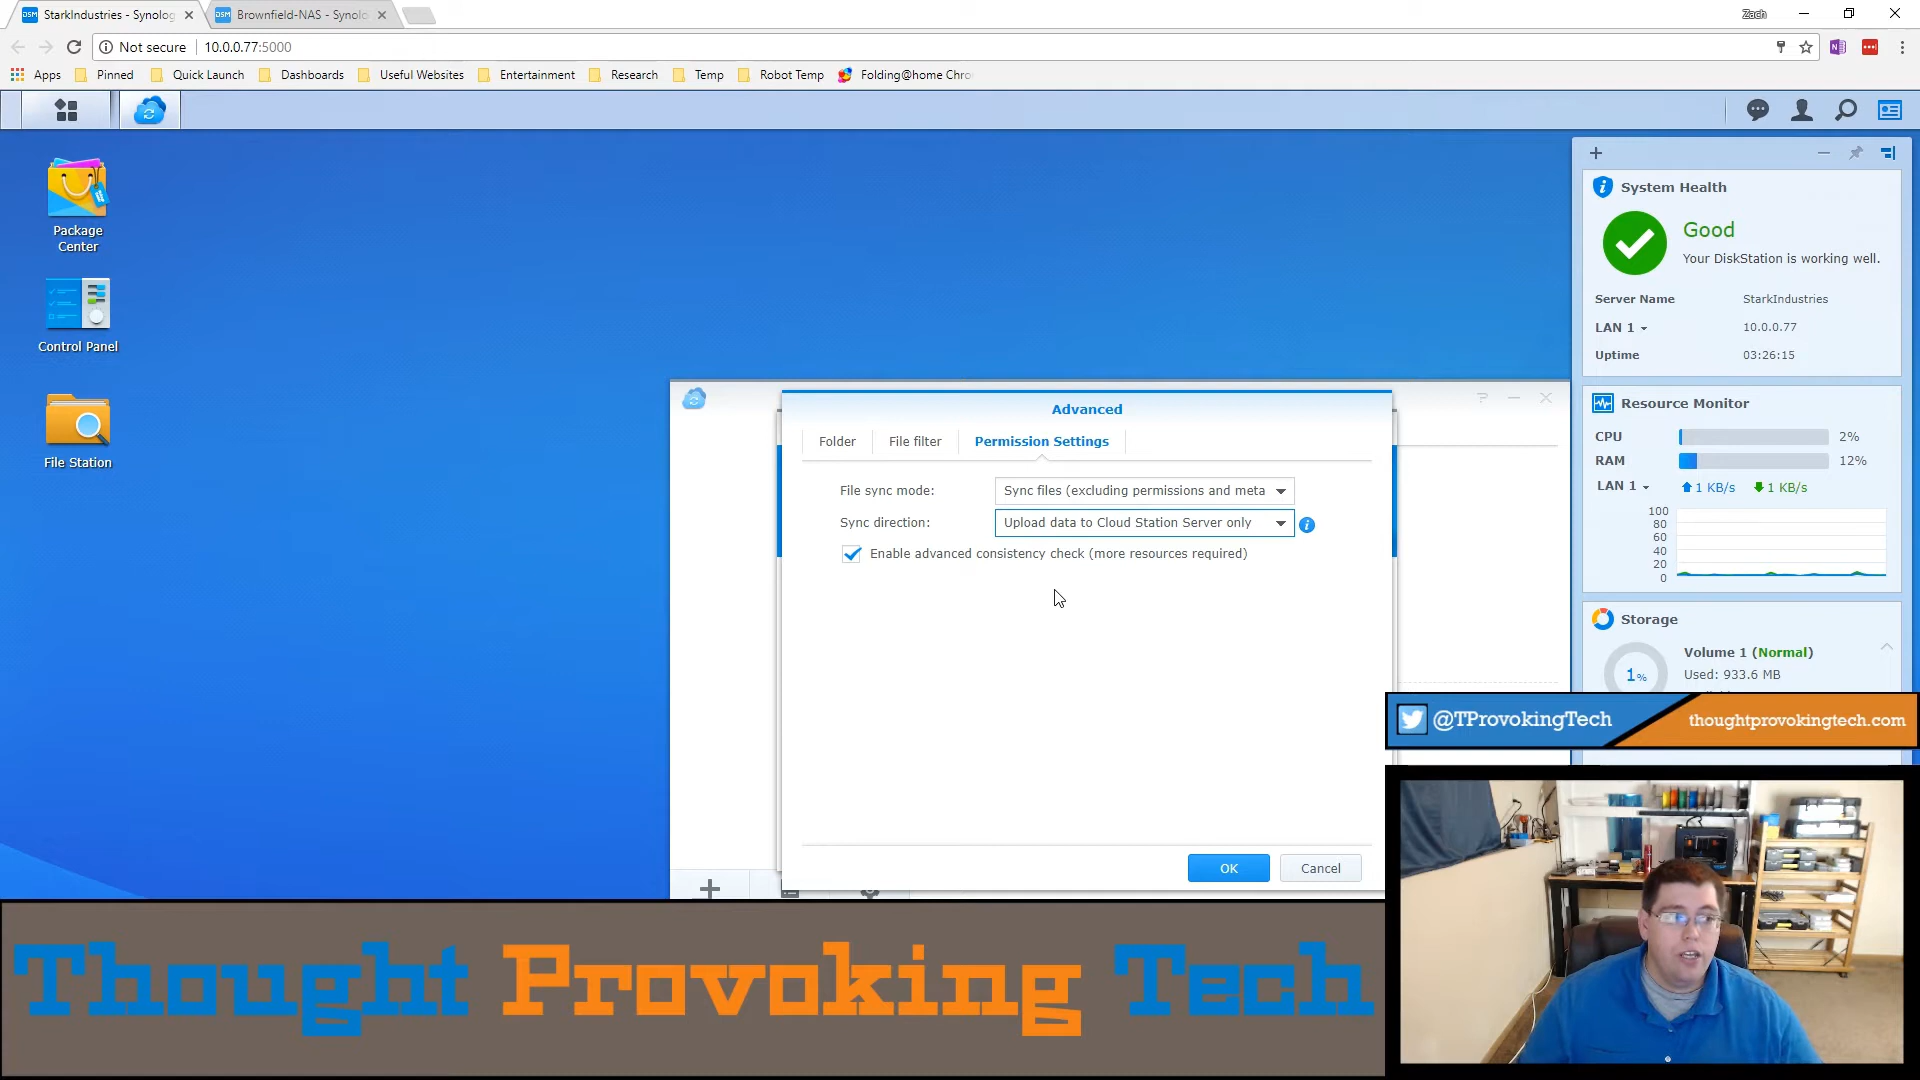 StarkIndustries - Synolog
Brownfield-NAS - Synolo
Zach
Not secure
10.0.0.77:5000
Apps
Pinned
Quick Launch
Dashboards
Useful Websites
Entertainment
Research
Temp
Robot Temp
Folding@home Chro
Package
Center
Control Panel
File Station
Advanced
Folder
File filter
Permission Settings
File sync mode:
Sync files (excluding permissions and meta
Sync direction:
Upload data to Cloud Station Server only
Enable advanced consistency check (more resources required)
OK
Cancel
System Health
Good
Your DiskStation is working well.
Server Name
StarkIndustries
LAN 1
10.0.0.77
Uptime
03:26:15
Resource Monitor
CPU
2%
RAM
12%
LAN 1
1 KB/s
1 KB/s
100
80
60
40
20
0
Storage
1%
Volume 1 (Normal)
Used: 933.6 MB
@TProvokingTech
thoughtprovokingtech.com
Thought Provoking Tech